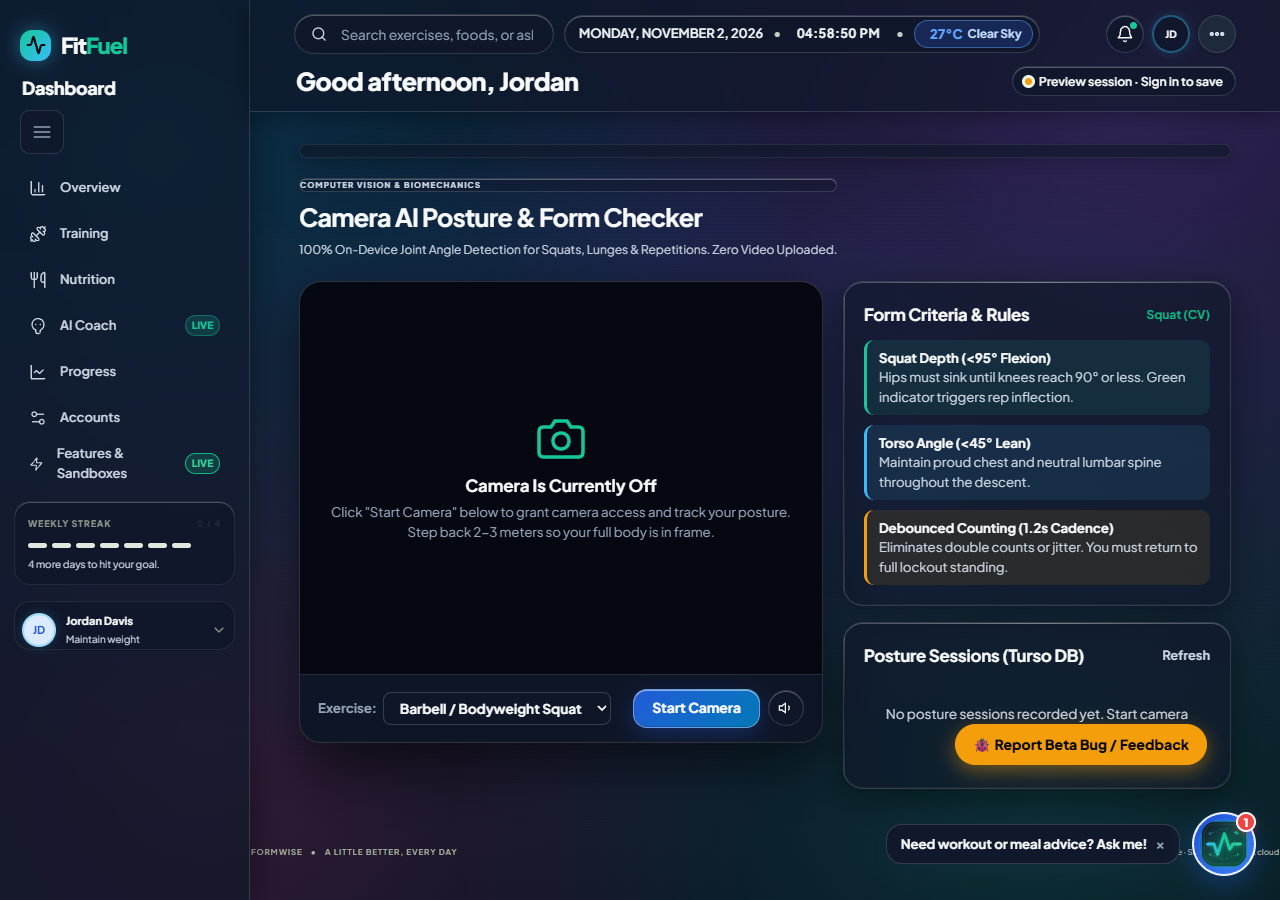 FitFuel
Search exercises, foods, or asl
MONDAY, NOVEMBER 2, 2026 • 04:58:50 PM • 27°C Clear Sky
JD
Dashboard
Good afternoon, Jordan
Preview session · Sign in to save
Overview
Training
Nutrition
AI Coach LIVE
Progress
Accounts
Features &
Sandboxes LIVE
WEEKLY STREAK 0 / 4
4 more days to hit your goal.
JD Jordan Davis
Maintain weight
COMPUTER VISION & BIOMECHANICS
Camera AI Posture & Form Checker
100% On-Device Joint Angle Detection for Squats, Lunges & Repetitions. Zero Video Uploaded.
Camera Is Currently Off
Click "Start Camera" below to grant camera access and track your posture.
Step back 2–3 meters so your full body is in frame.
Exercise: Barbell / Bodyweight Squat Start Camera
Form Criteria & Rules Squat (CV)
Squat Depth (<95° Flexion)
Hips must sink until knees reach 90° or less. Green
indicator triggers rep inflection.
Torso Angle (<45° Lean)
Maintain proud chest and neutral lumbar spine
throughout the descent.
Debounced Counting (1.2s Cadence)
Eliminates double counts or jitter. You must return to
full lockout standing.
Posture Sessions (Turso DB) Refresh
No posture sessions recorded yet. Start camera
Report Beta Bug / Feedback
FORMWISE • A LITTLE BETTER, EVERY DAY
Need workout or meal advice? Ask me! ×
1
cloud